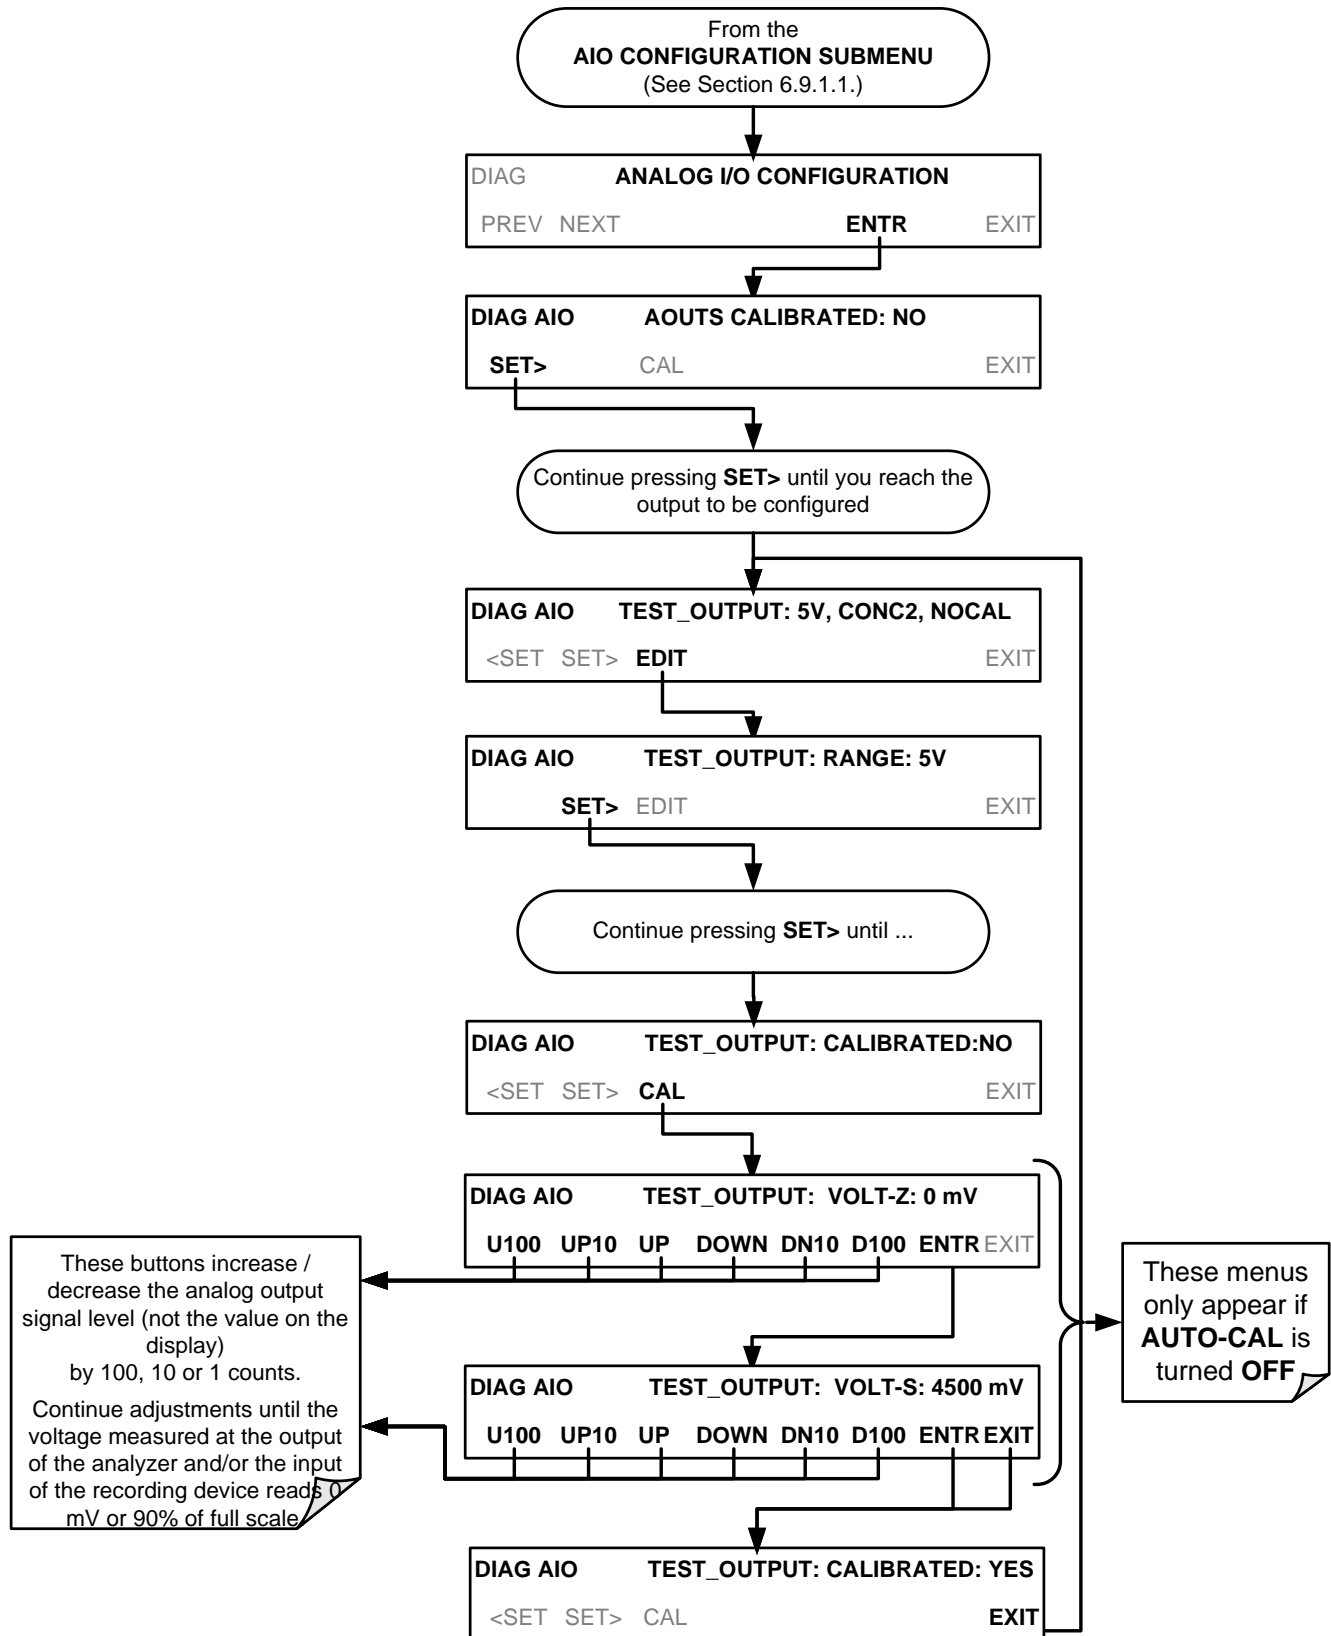 From the
AIO CONFIGURATION SUBMENU
(See Section 6.9.1.1.)
DIAG ANALOG I/O CONFIGURATION
PREV NEXT ENTR EXIT
DIAG AIO AOUTS CALIBRATED: NO
SET> CAL EXIT
Continue pressing SET> until you reach the
output to be configured
DIAG AIO TEST_OUTPUT: 5V, CONC2, NOCAL
<SET SET> EDIT EXIT
DIAG AIO TEST_OUTPUT: RANGE: 5V
SET> EDIT EXIT
Continue pressing SET> until ...
DIAG AIO TEST_OUTPUT: CALIBRATED:NO
<SET SET> CAL EXIT
DIAG AIO TEST_OUTPUT: VOLT-Z: 0 mV
U100 UP10 UP DOWN DN10 D100 ENTR EXIT
These buttons increase /
decrease the analog output
signal level (not the value on the
display)
by 100, 10 or 1 counts.
Continue adjustments until the
voltage measured at the output
of the analyzer and/or the input
of the recording device reads 0
mV or 90% of full scale
These menus
only appear if
AUTO-CAL is
turned OFF
DIAG AIO TEST_OUTPUT: VOLT-S: 4500 mV
U100 UP10 UP DOWN DN10 D100 ENTR EXIT
DIAG AIO TEST_OUTPUT: CALIBRATED: YES
<SET SET> CAL EXIT